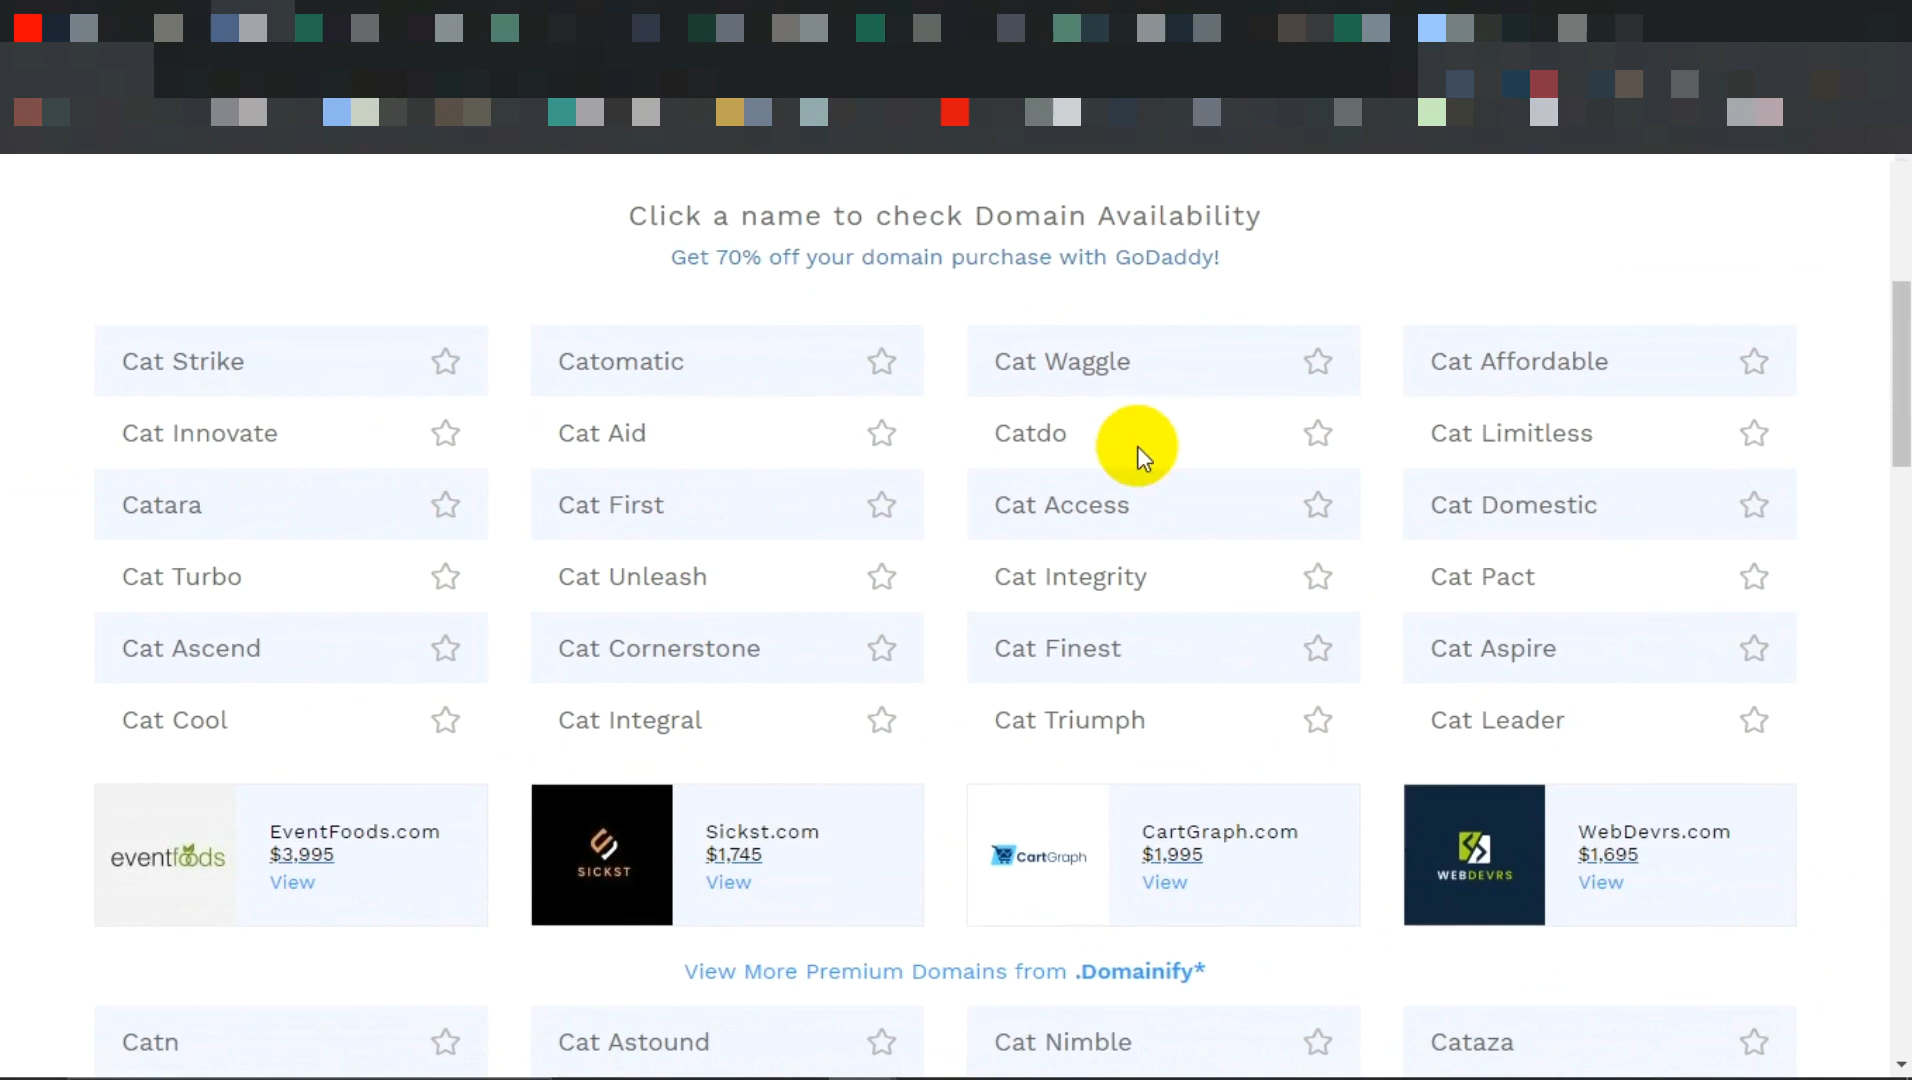 Click a name to check Domain Availability
Get 70% off your domain purchase with GoDaddy!
Cat Strike
Catomatic
Cat Waggle
Cat Affordable
Cat Innovate
Cat Aid
Catdo
Cat Limitless
Catara
Cat First
Cat Access
Cat Domestic
Cat Turbo
Cat Unleash
Cat Integrity
Cat Pact
Cat Ascend
Cat Cornerstone
Cat Finest
Cat Aspire
Cat Cool
Cat Integral
Cat Triumph
Cat Leader
eventfoods
EventFoods.com
$3,995
View
SICKST
Sickst.com
$1,745
View
CartGraph
CartGraph.com
$1,995
View
WEBDEVRS
WebDevrs.com
$1,695
View
View More Premium Domains from .Domainify*
Catn
Cat Astound
Cat Nimble
Cataza